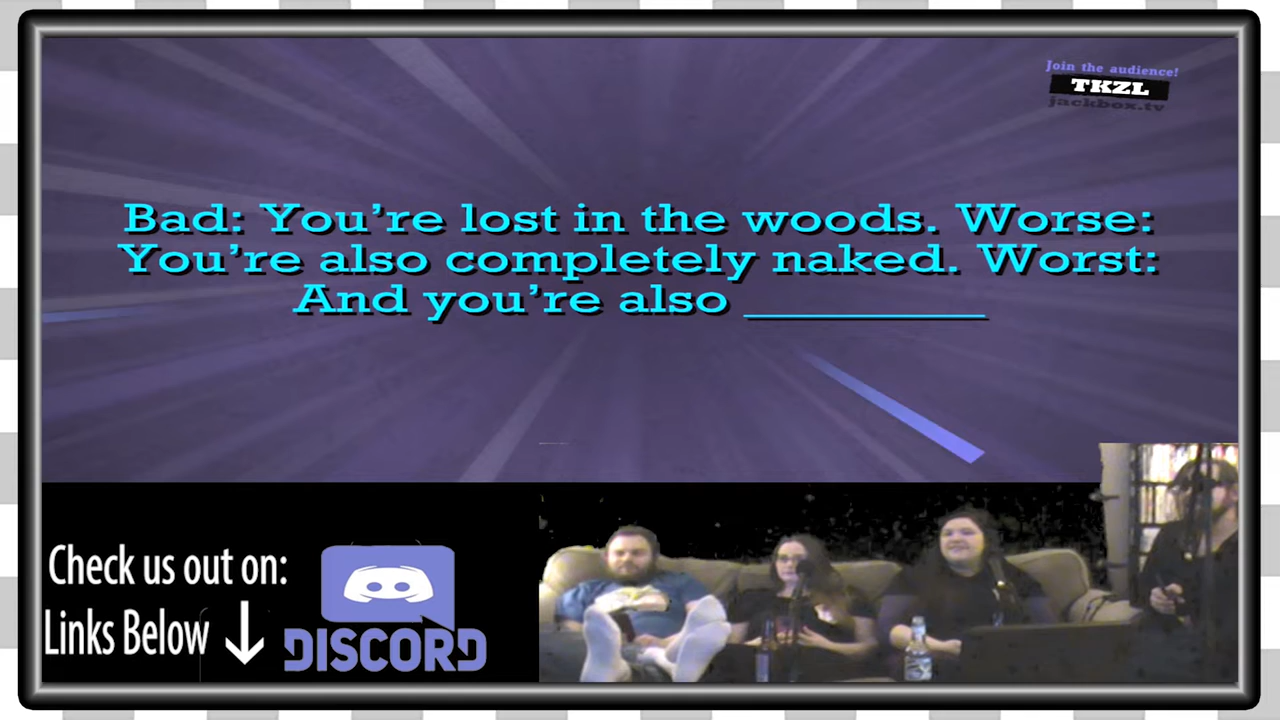 Join the audience!
TKZL
jackbox.tv
Bad: You’re lost in the woods. Worse:
You’re also completely naked. Worst:
And you’re also __________
Check us out on:
Links Below
DISCORD